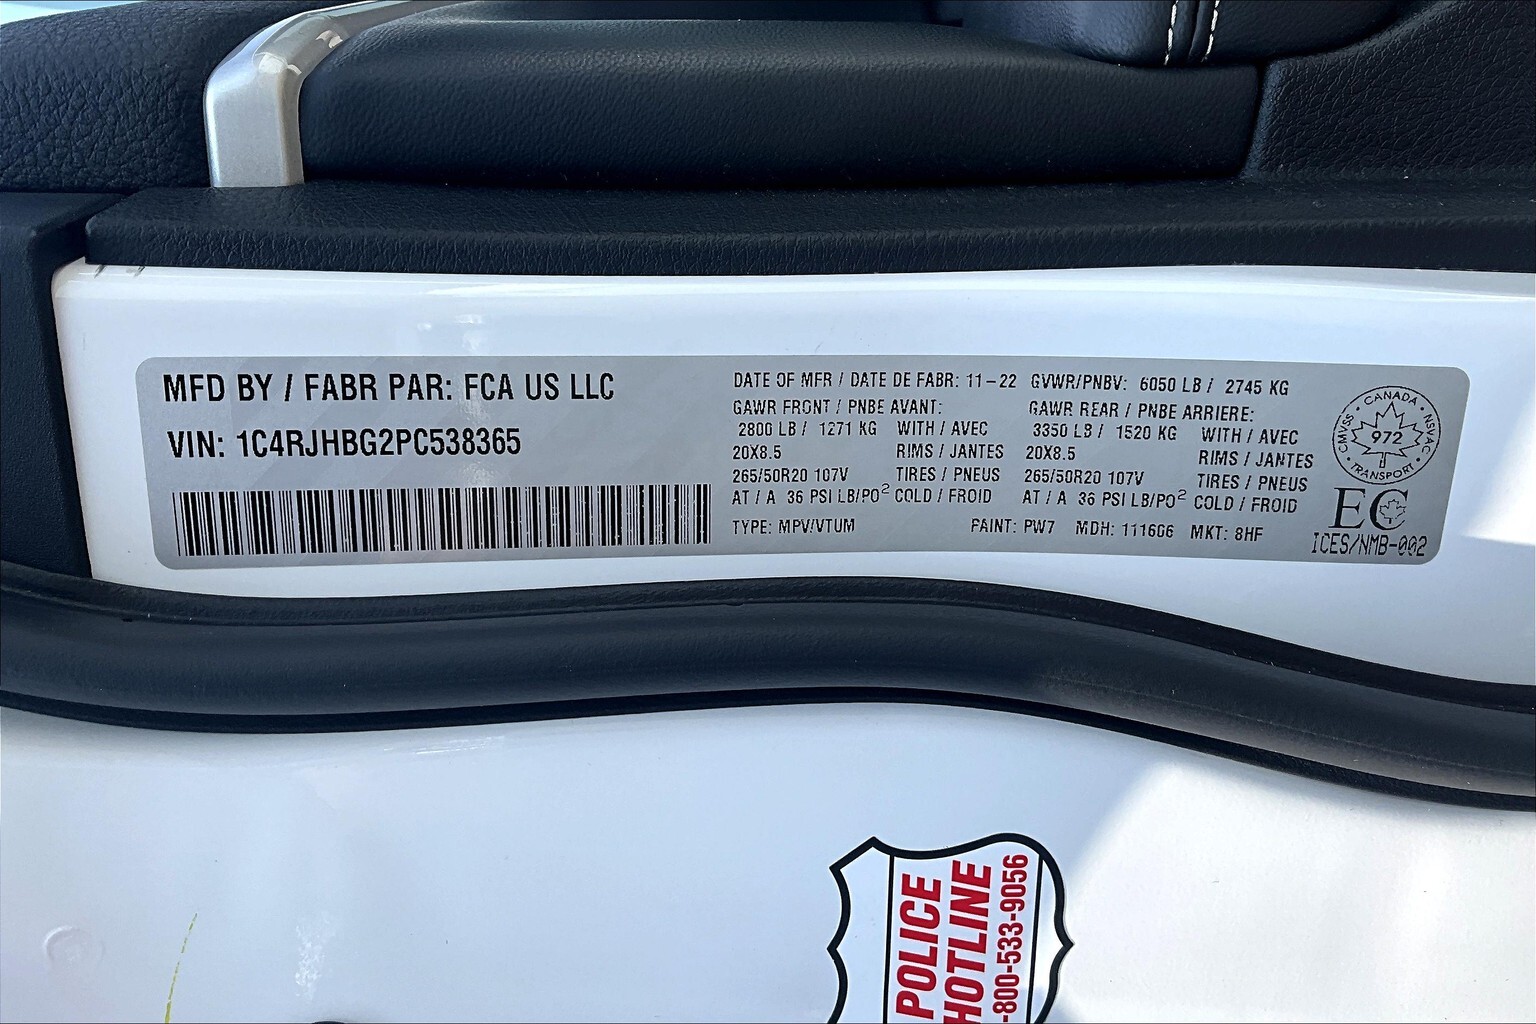 MFD BY / FABR PAR: FCA US LLC
VIN: 1C4RJHBG2PC538365
DATE OF MFR / DATE DE FABR: 11-22 GVWR/PNBV: 6050 LB / 2745 KG
GAWR FRONT / PNBE AVANT:
2800 LB / 1271 KG WITH / AVEC
20X8.5 RIMS / JANTES
265/50R20 107V TIRES / PNEUS
AT / A 36 PSI LB/PO² COLD / FROID
GAWR REAR / PNBE ARRIERE:
3350 LB / 1520 KG WITH / AVEC
20X8.5 RIMS / JANTES
265/50R20 107V TIRES / PNEUS
AT / A 36 PSI LB/PO² COLD / FROID
TYPE: MPV/VTUM PAINT: PW7 MDH: 111606 MKT: 8HF
CANADA
CMVSS NSVAC
972
TRANSPORT
EC
ICES/NMB-002
POLICE
HOTLINE
-800-533-9056